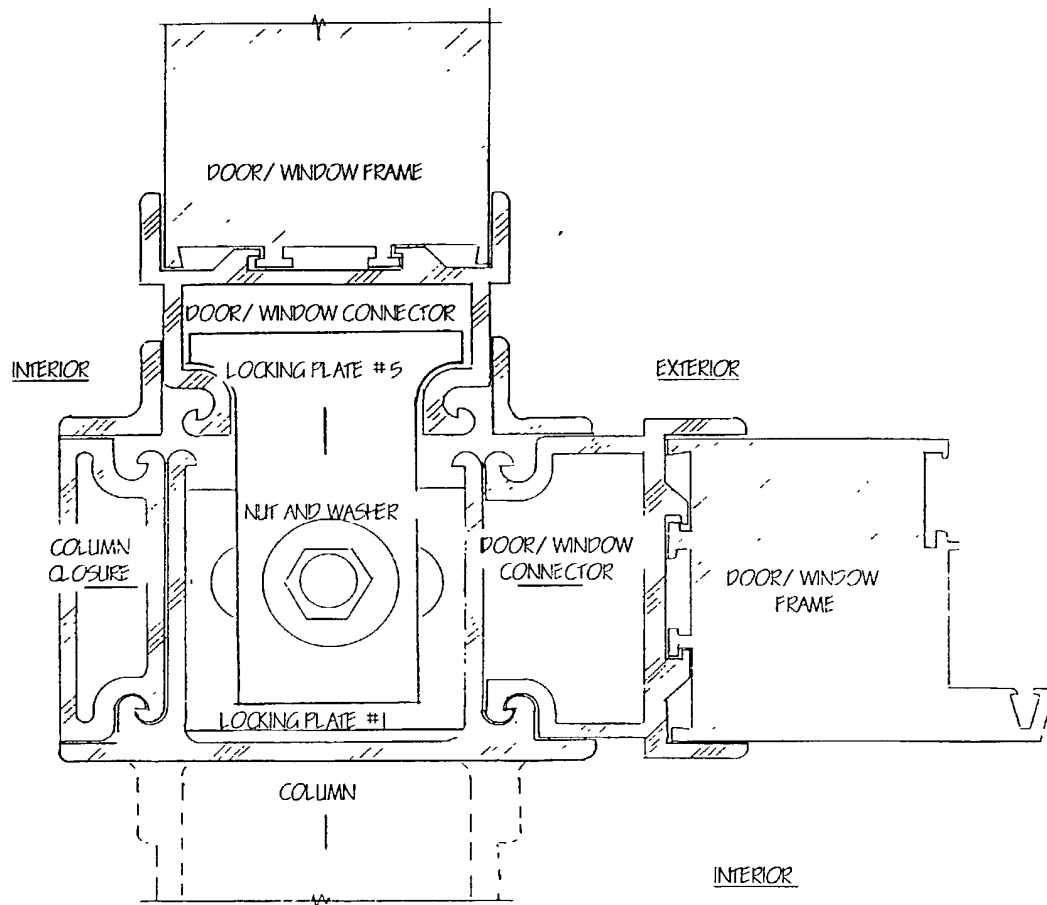 DOOR/ WINDOW FRAME
DOOR/ WINDOW CONNECTOR
INTERIOR
LOCKING PLATE #5
EXTERIOR
NUT AND WASHER
COLUMN
CLOSURE
DOOR/ WINDOW
CONNECTOR
DOOR/ WINDOW
FRAME
LOCKING PLATE #1
COLUMN
INTERIOR